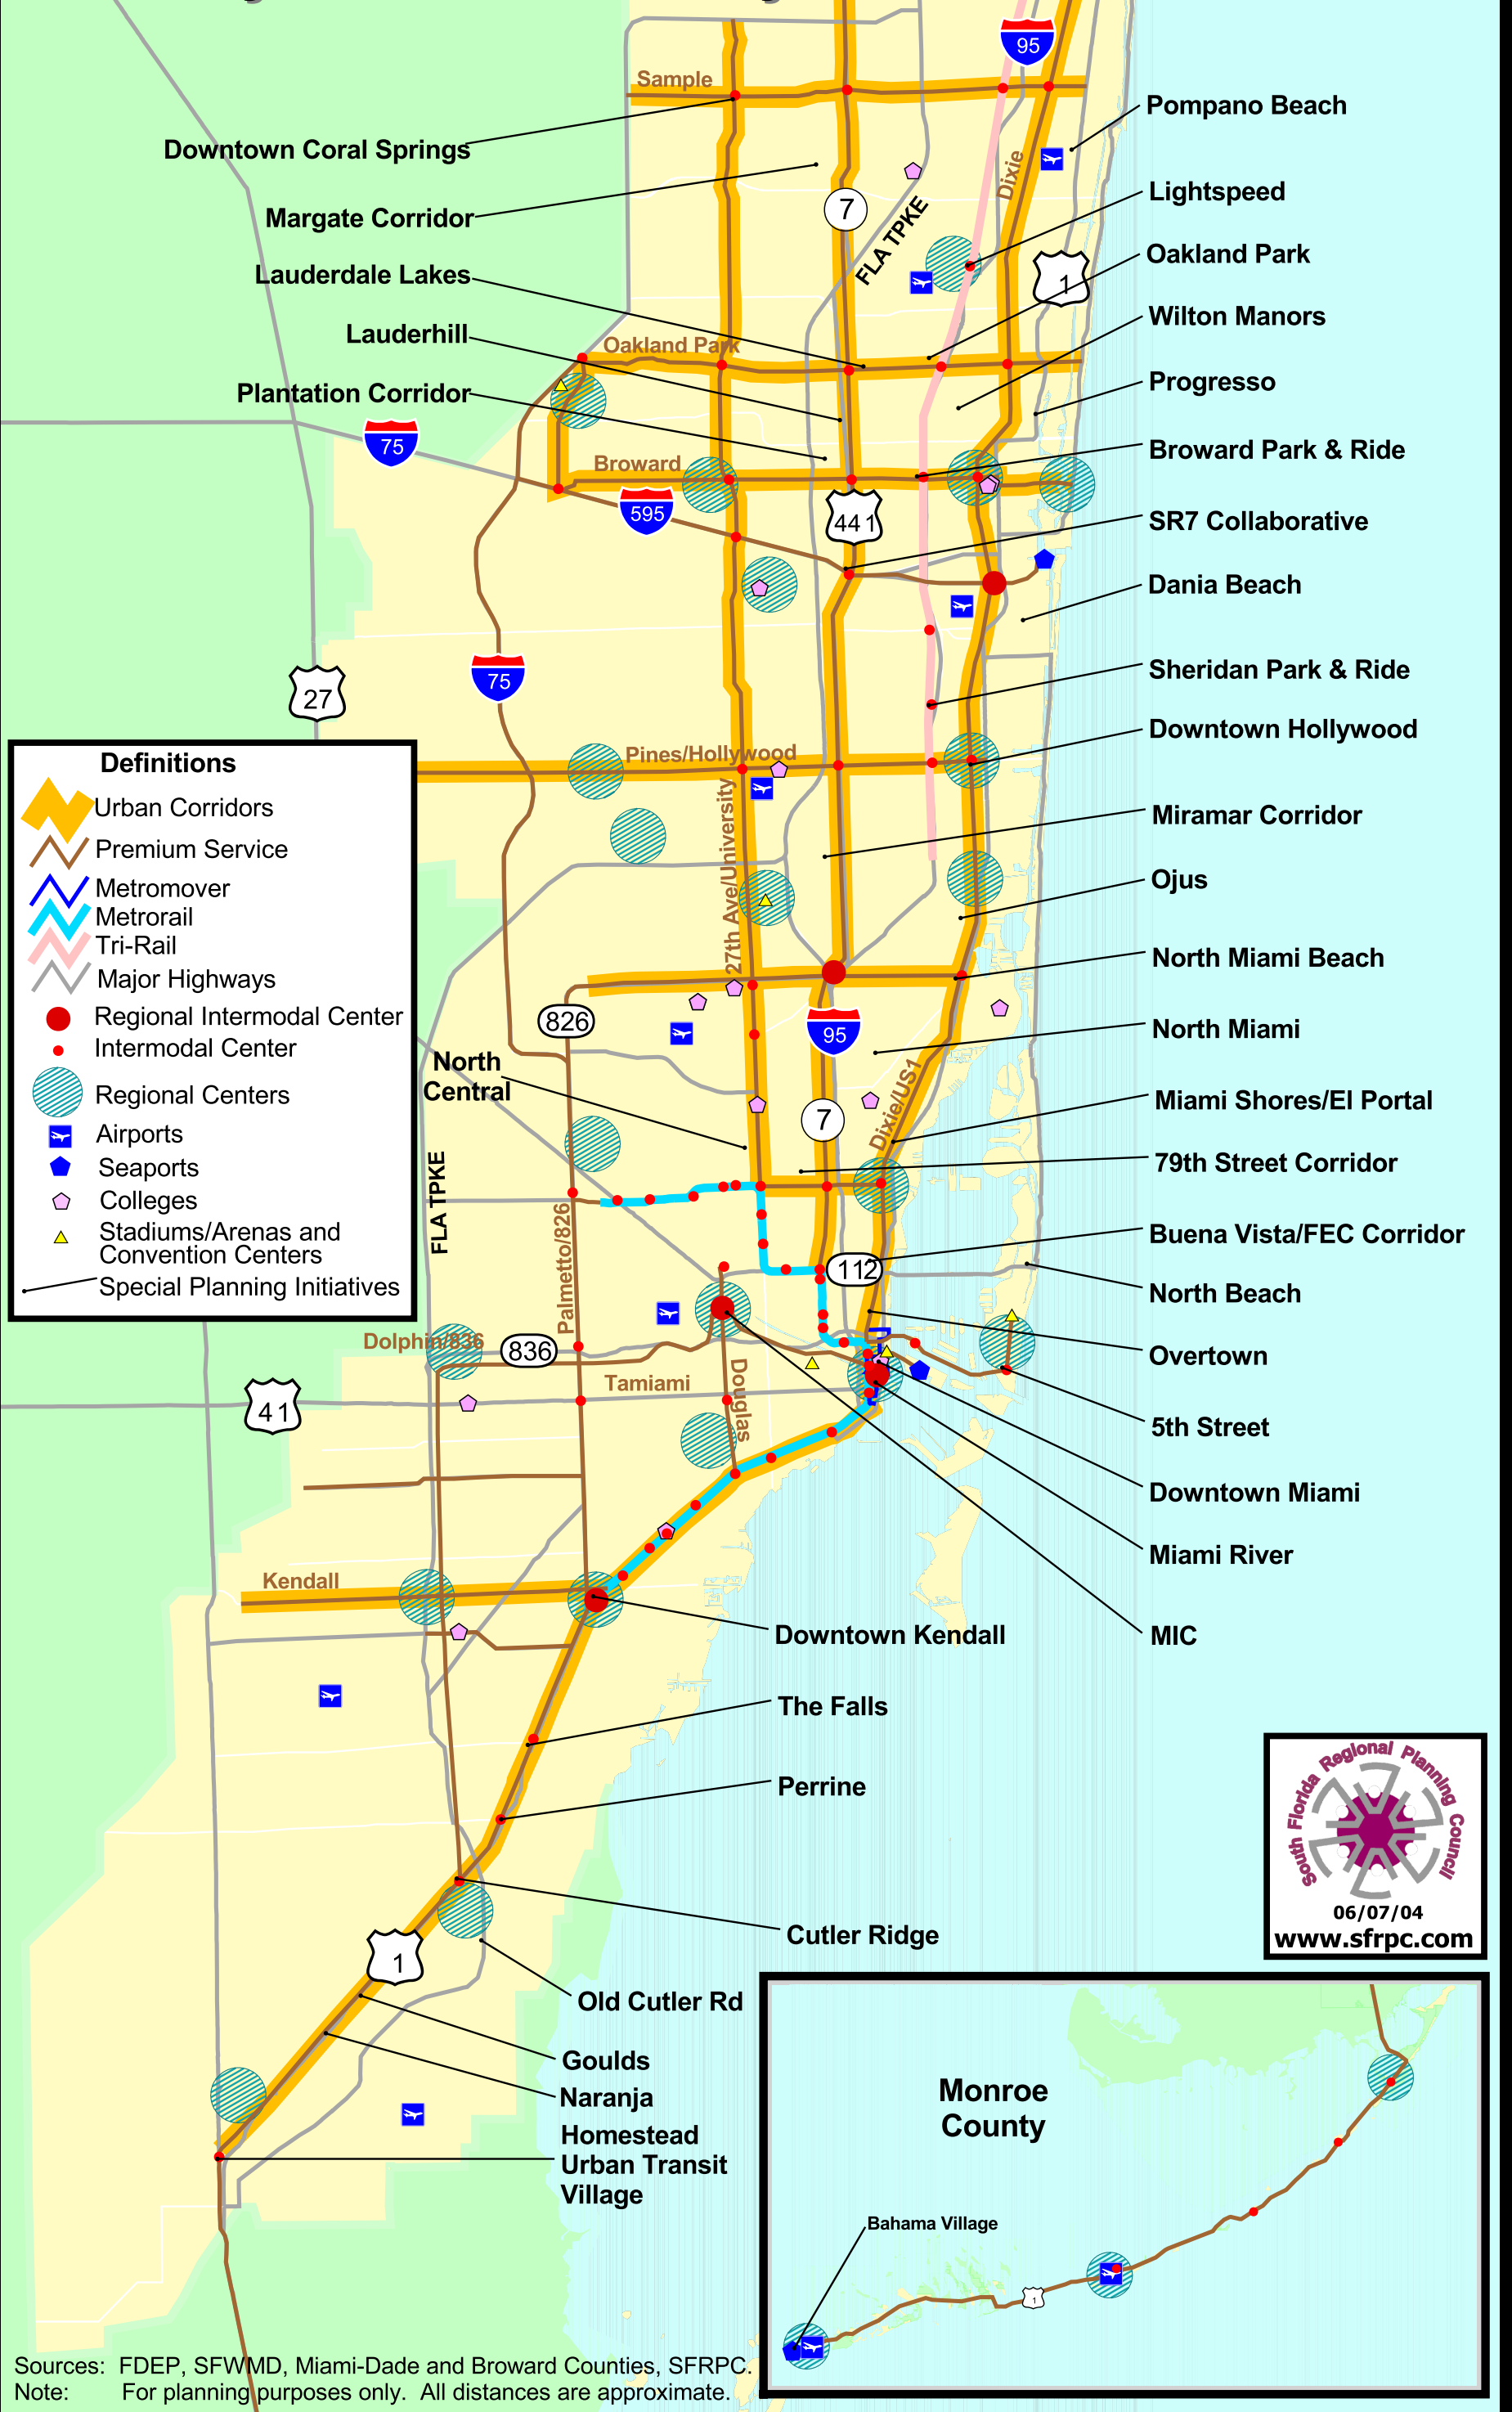 95
Sample
Pompano Beach
Downtown Coral Springs
Dixie
Lightspeed
Margate Corridor
7
FLA TPKE
Oakland Park
Lauderdale Lakes
1
Wilton Manors
Lauderhill
Oakland Park
Progresso
Plantation Corridor
75
Broward
Broward Park & Ride
595
441
SR7 Collaborative
Dania Beach
27
75
Sheridan Park & Ride
Downtown Hollywood
Pines/Hollywood
27th Ave/University
Miramar Corridor
Ojus
North Miami Beach
826
95
North Miami
North
Central
Dixie/US1
7
Miami Shores/El Portal
79th Street Corridor
FLA TPKE
Palmetto/826
Buena Vista/FEC Corridor
112
North Beach
Dolphin/836
836
Overtown
Douglas
Tamiami
41
5th Street
Downtown Miami
Miami River
Kendall
Downtown Kendall
MIC
The Falls
Perrine
Cutler Ridge
1
Old Cutler Rd
Goulds
Naranja
Homestead
Urban Transit
Village
Definitions
Urban Corridors
Premium Service
Metromover
Metrorail
Tri-Rail
Major Highways
Regional Intermodal Center
Intermodal Center
Regional Centers
Airports
Seaports
Colleges
Stadiums/Arenas and
Convention Centers
Special Planning Initiatives
South Florida Regional Planning Council
06/07/04
www.sfrpc.com
Monroe
County
Bahama Village
1
Sources: FDEP, SFWMD, Miami-Dade and Broward Counties, SFRPC.
Note: For planning purposes only. All distances are approximate.